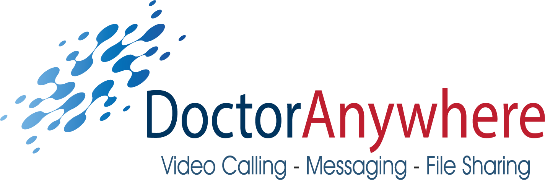 DoctorAnywhere
Video Calling - Messaging - File Sharing